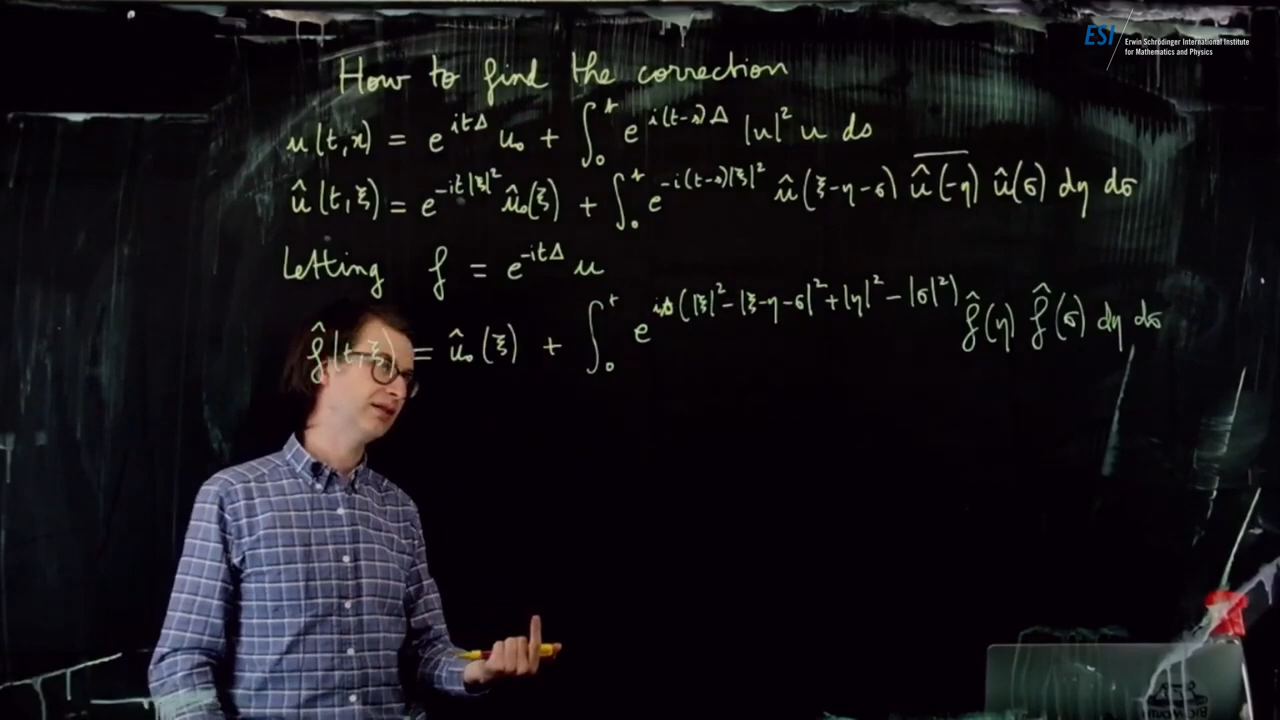 ESI Erwin Schrödinger International Institute
for Mathematics and Physics
How to find the correction
u(t,x) = e^{itΔ} u₀ + ∫₀ᵗ e^{i(t-s)Δ} |u|² u ds
û(t,ξ) = e^{-it|ξ|²} û₀(ξ) + ∫₀ᵗ e^{-i(t-s)|ξ|²} û(ξ-η-σ) \overline{û(-η)} û(σ) dη dσ
Letting f = e^{-itΔ} u
f̂(t,ξ) = û₀(ξ) + ∫₀ᵗ e^{is(|ξ|²-|ξ-η-σ|²+|η|²-|σ|²)} f̂(η) f̂(σ) dη dσ